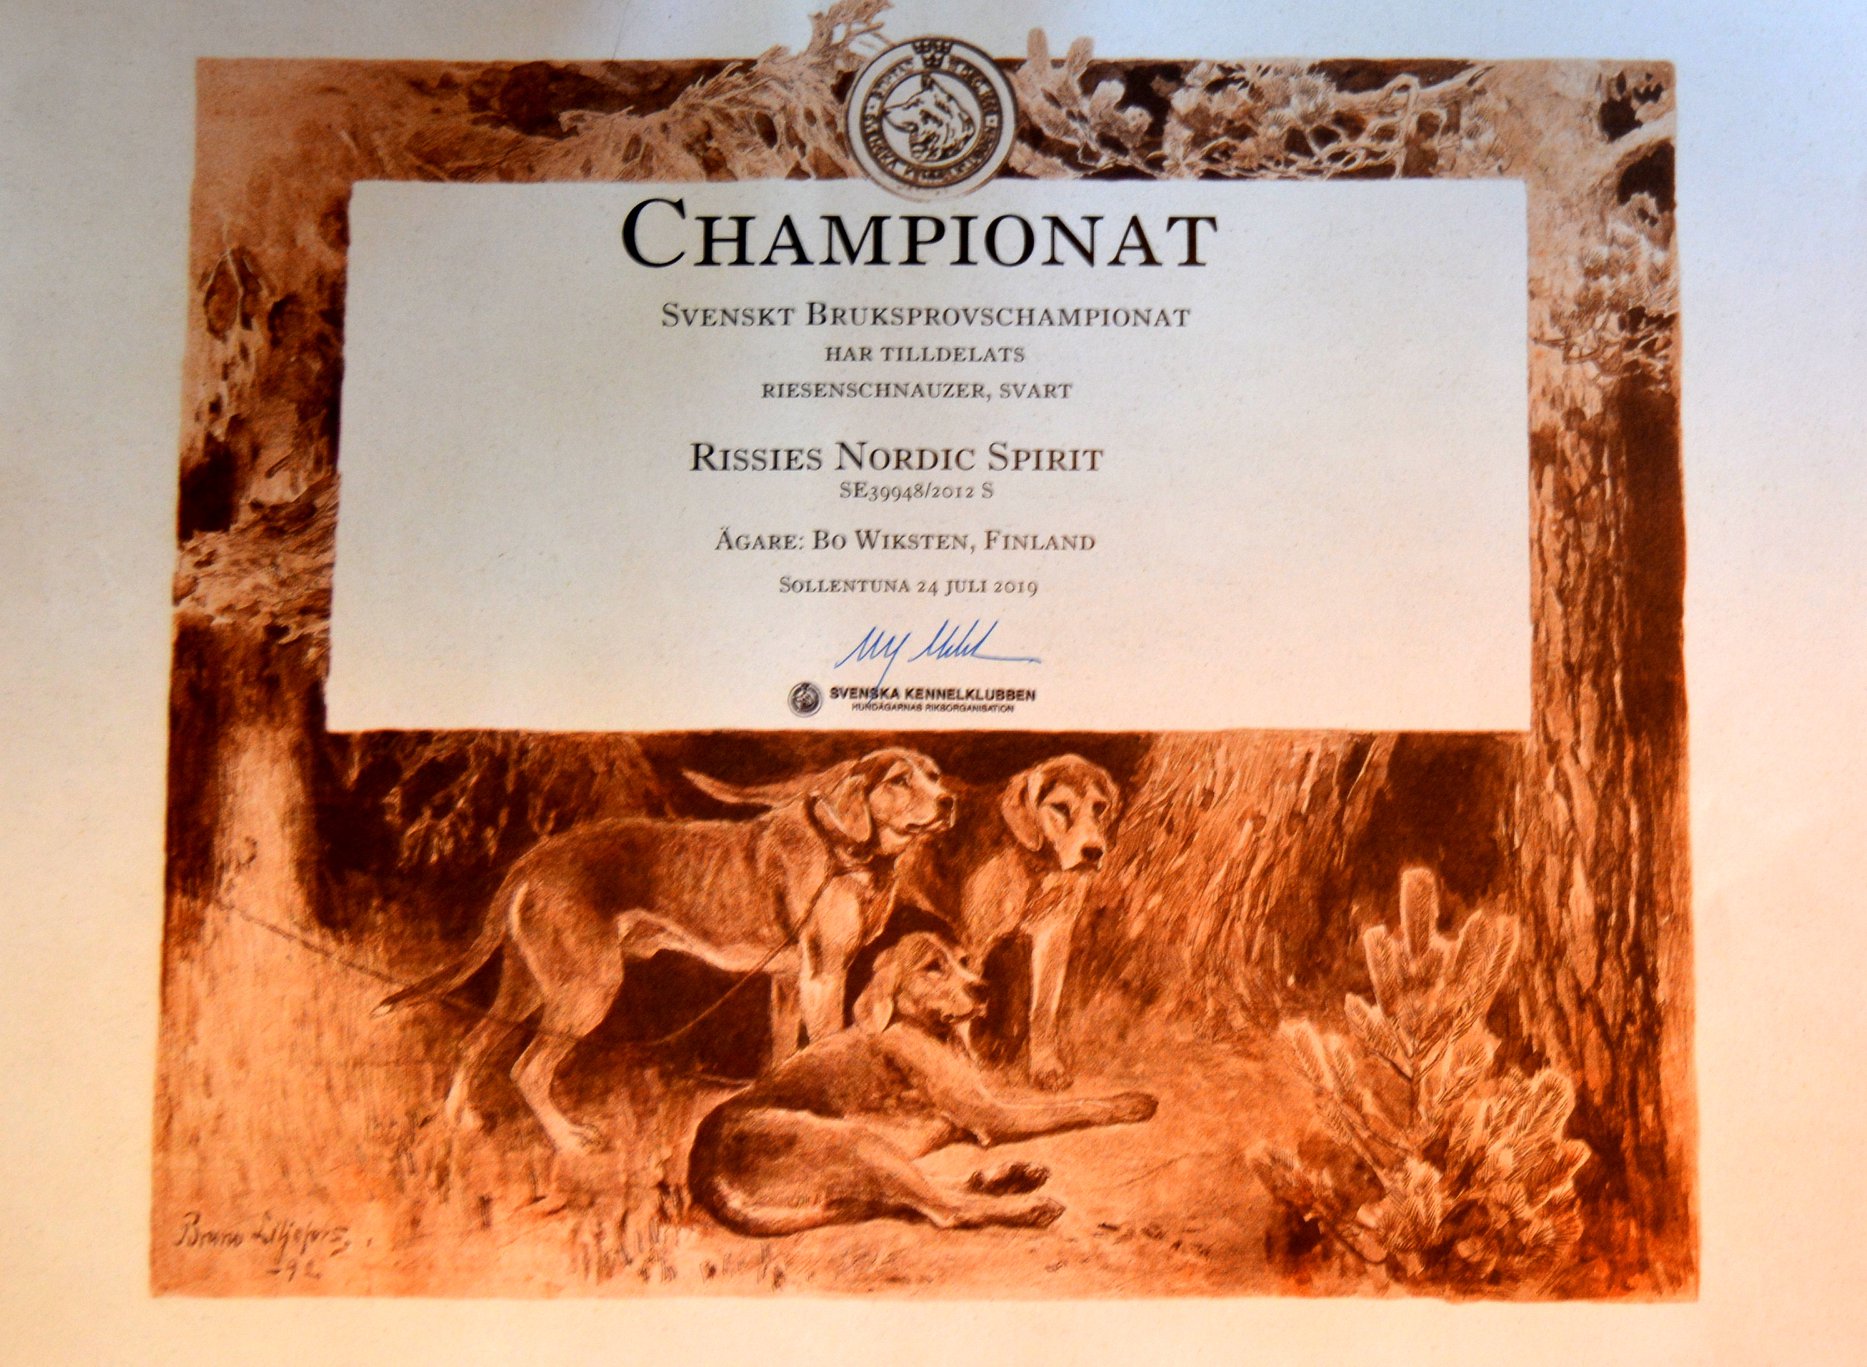 CHAMPIONAT
SVENSKT BRUKSPROVSCHAMPIONAT
HAR TILLDELATS
RIESENSCHNAUZER, SVART
RISSIES NORDIC SPIRIT
SE39948/2012 S
ÄGARE: BO WIKSTEN, FINLAND
SOLLENTUNA 24 JULI 2019
SVENSKA KENNELKLUBBEN
HUNDÄGARNAS RIKSORGANISATION
Bruno Liljefors
-92